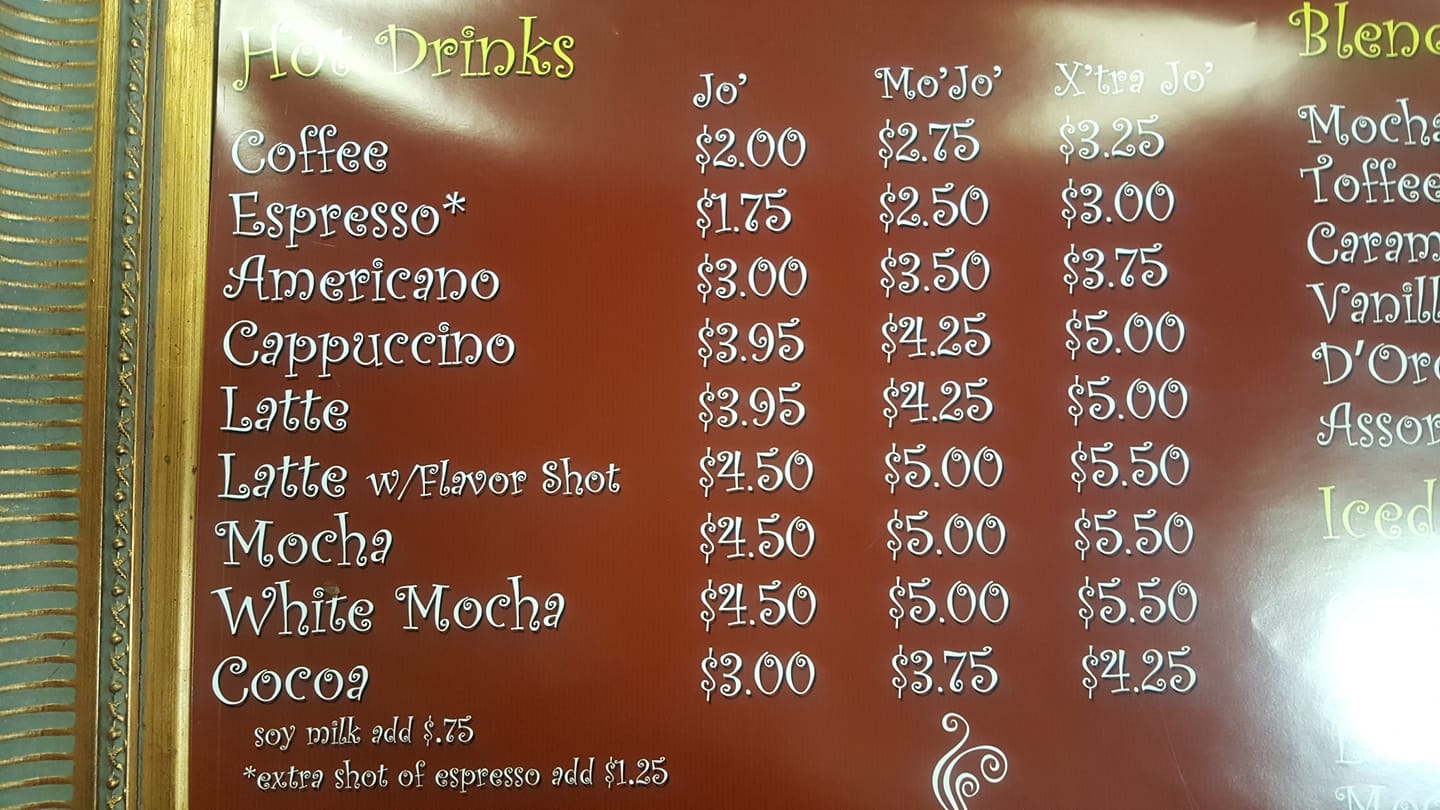 Hot Drinks
Jo' Mo'Jo' X'tra Jo'
Coffee $2.00 $2.75 $3.25
Espresso* $1.75 $2.50 $3.00
Americano $3.00 $3.50 $3.75
Cappuccino $3.95 $4.25 $5.00
Latte $3.95 $4.25 $5.00
Latte w/Flavor Shot $4.50 $5.00 $5.50
Mocha $4.50 $5.00 $5.50
White Mocha $4.50 $5.00 $5.50
Cocoa $3.00 $3.75 $4.25
soy milk add $.75
*extra shot of espresso add $1.25
Mocha
Toffee
Iced